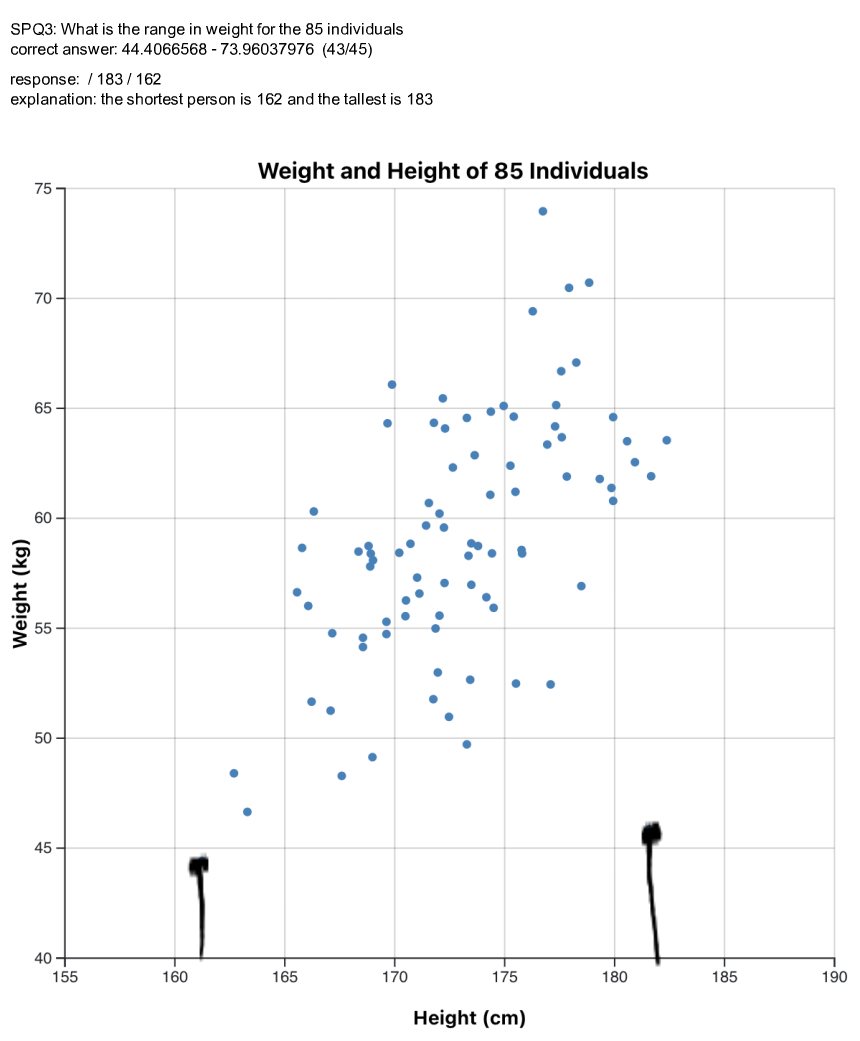 SPQ3: What is the range in weight for the 85 individuals
correct answer: 44.4066568 - 73.96037976  (43/45)
response:  / 183 / 162
explanation: the shortest person is 162 and the tallest is 183
Weight and Height of 85 Individuals
75
70
65
60
55
50
45
40
Weight (kg)
155 160 165 170 175 180 185 190
Height (cm)